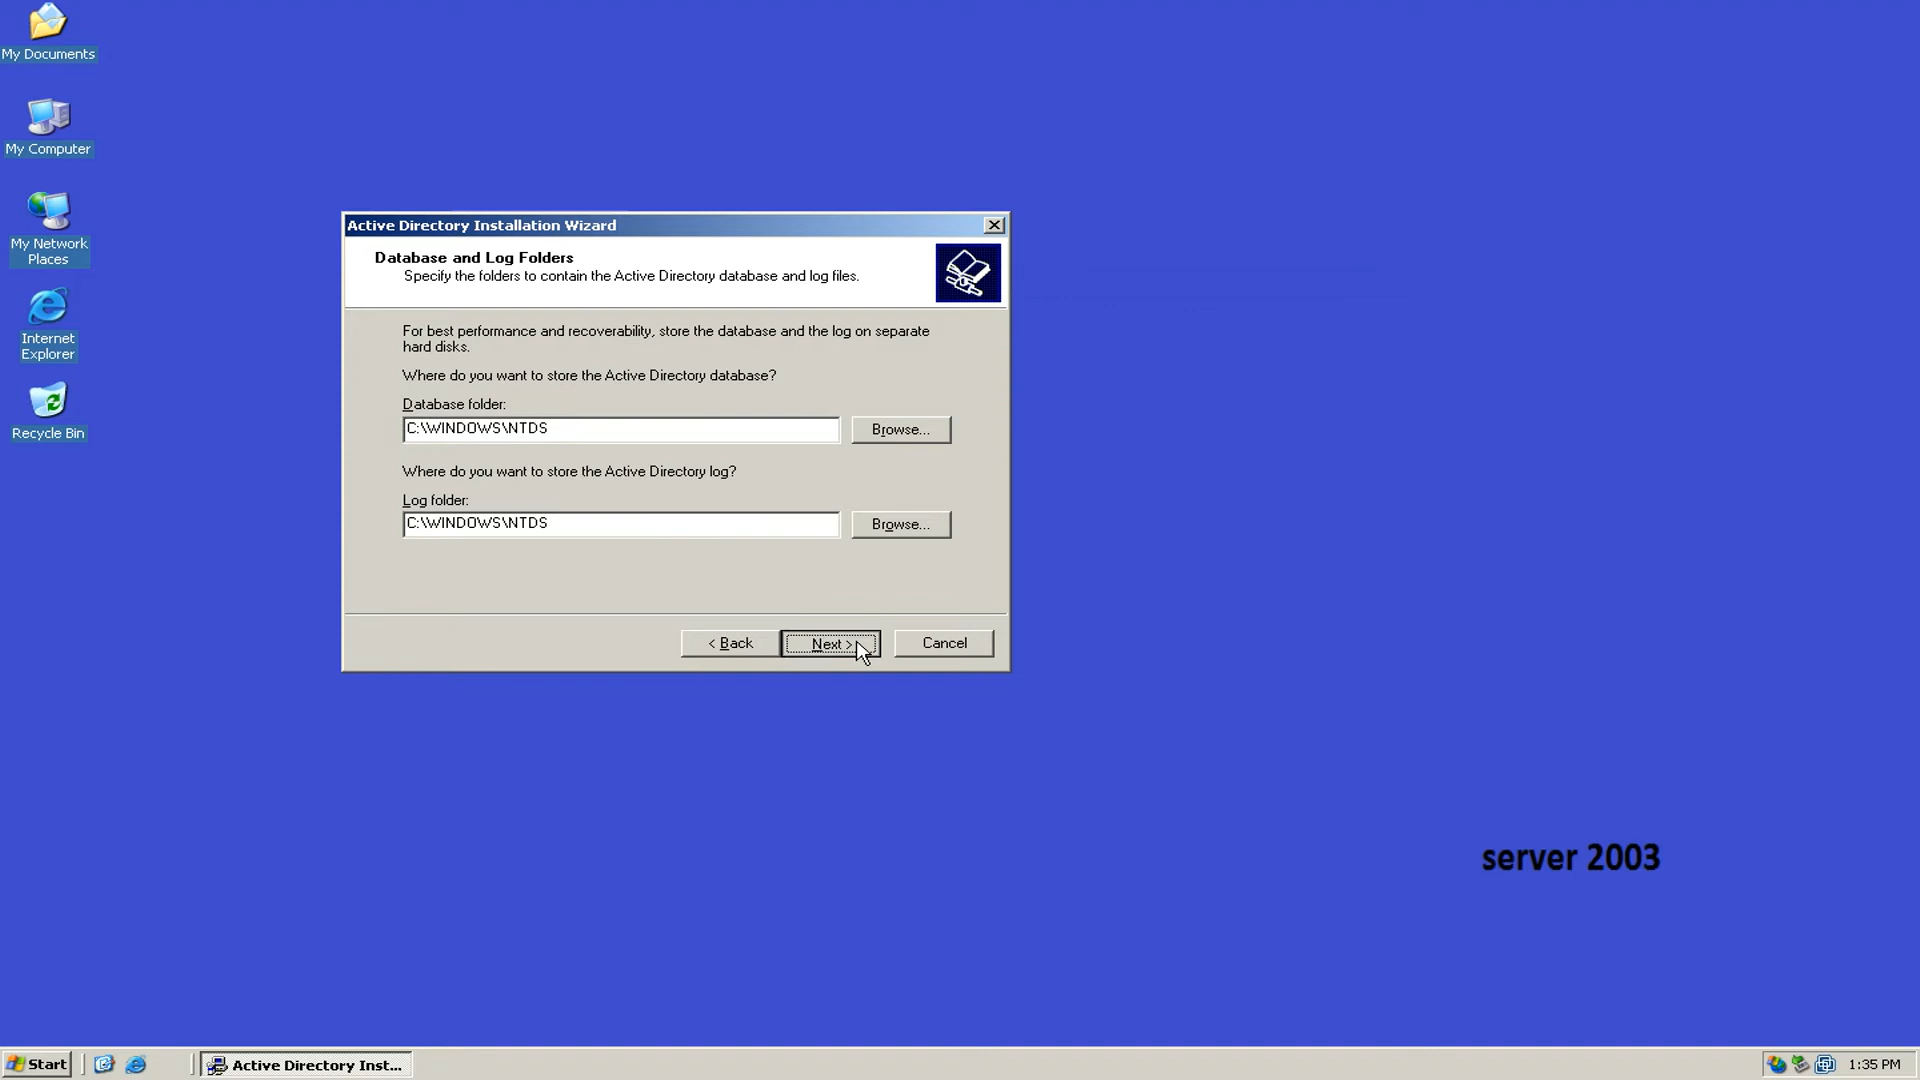 My Documents
My Computer
My Network
Places
Internet
Explorer
Recycle Bin
Active Directory Installation Wizard
Database and Log Folders
Specify the folders to contain the Active Directory database and log files.
For best performance and recoverability, store the database and the log on separate
hard disks.
Where do you want to store the Active Directory database?
Database folder:
C:\WINDOWS\NTDS
Browse...
Where do you want to store the Active Directory log?
Log folder:
C:\WINDOWS\NTDS
Browse...
< Back
Next >
Cancel
server 2003
Start
Active Directory Inst...
1:35 PM